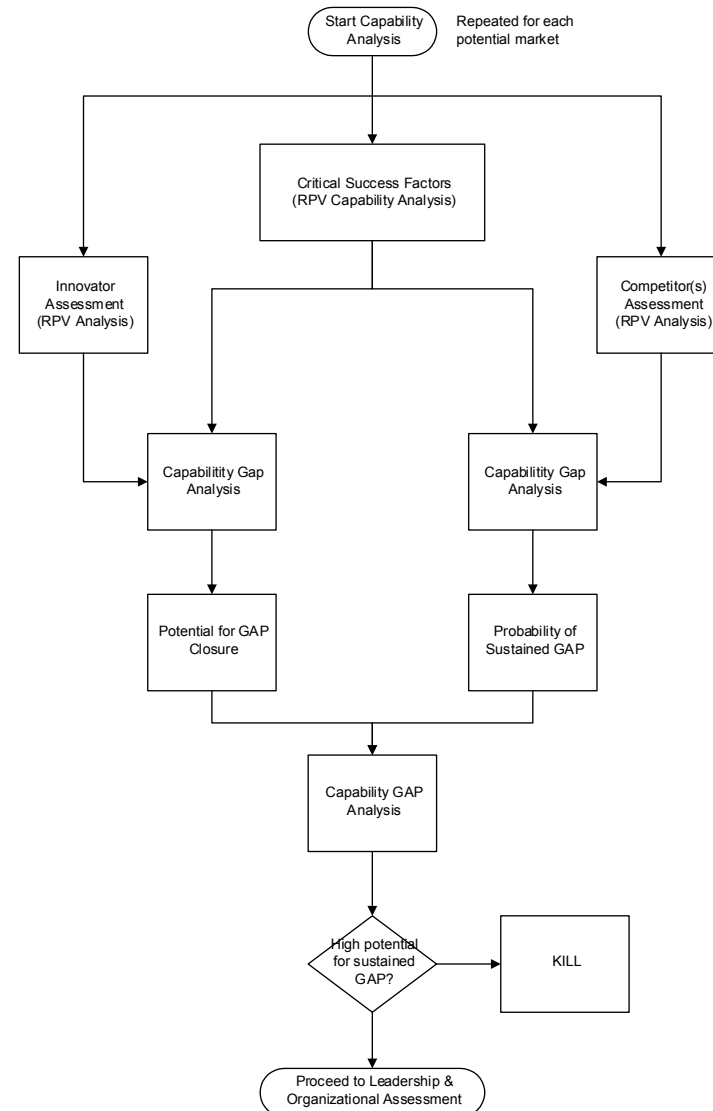 Start Capability
Analysis
Repeated for each
potential market
Critical Success Factors
(RPV Capability Analysis)
Innovator
Assessment
(RPV Analysis)
Competitor(s)
Assessment
(RPV Analysis)
Capabilitity Gap
Analysis
Capabilitity Gap
Analysis
Potential for GAP
Closure
Probability of
Sustained GAP
Capability GAP
Analysis
High potential
for sustained
GAP?
KILL
Proceed to Leadership &
Organizational Assessment